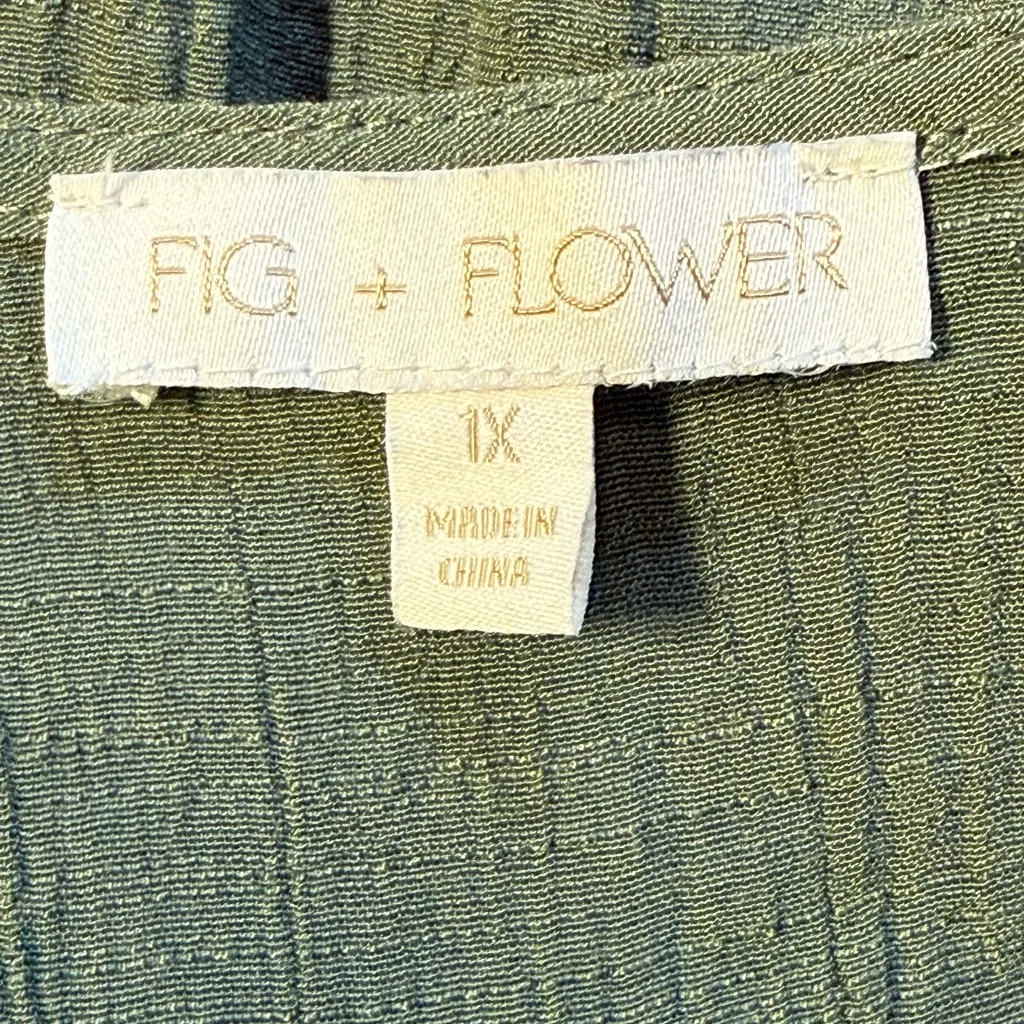 FIG + FLOWER
1X
MADE IN
CHINA